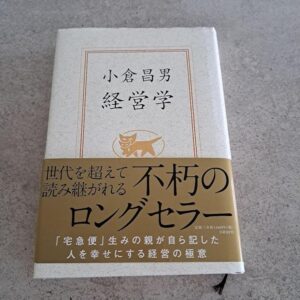 小倉昌男
経営学
世代を超えて
読み継がれる
不朽の
ロングセラー
「宅急便」生みの親が自ら記した
人を幸せにする経営の極意